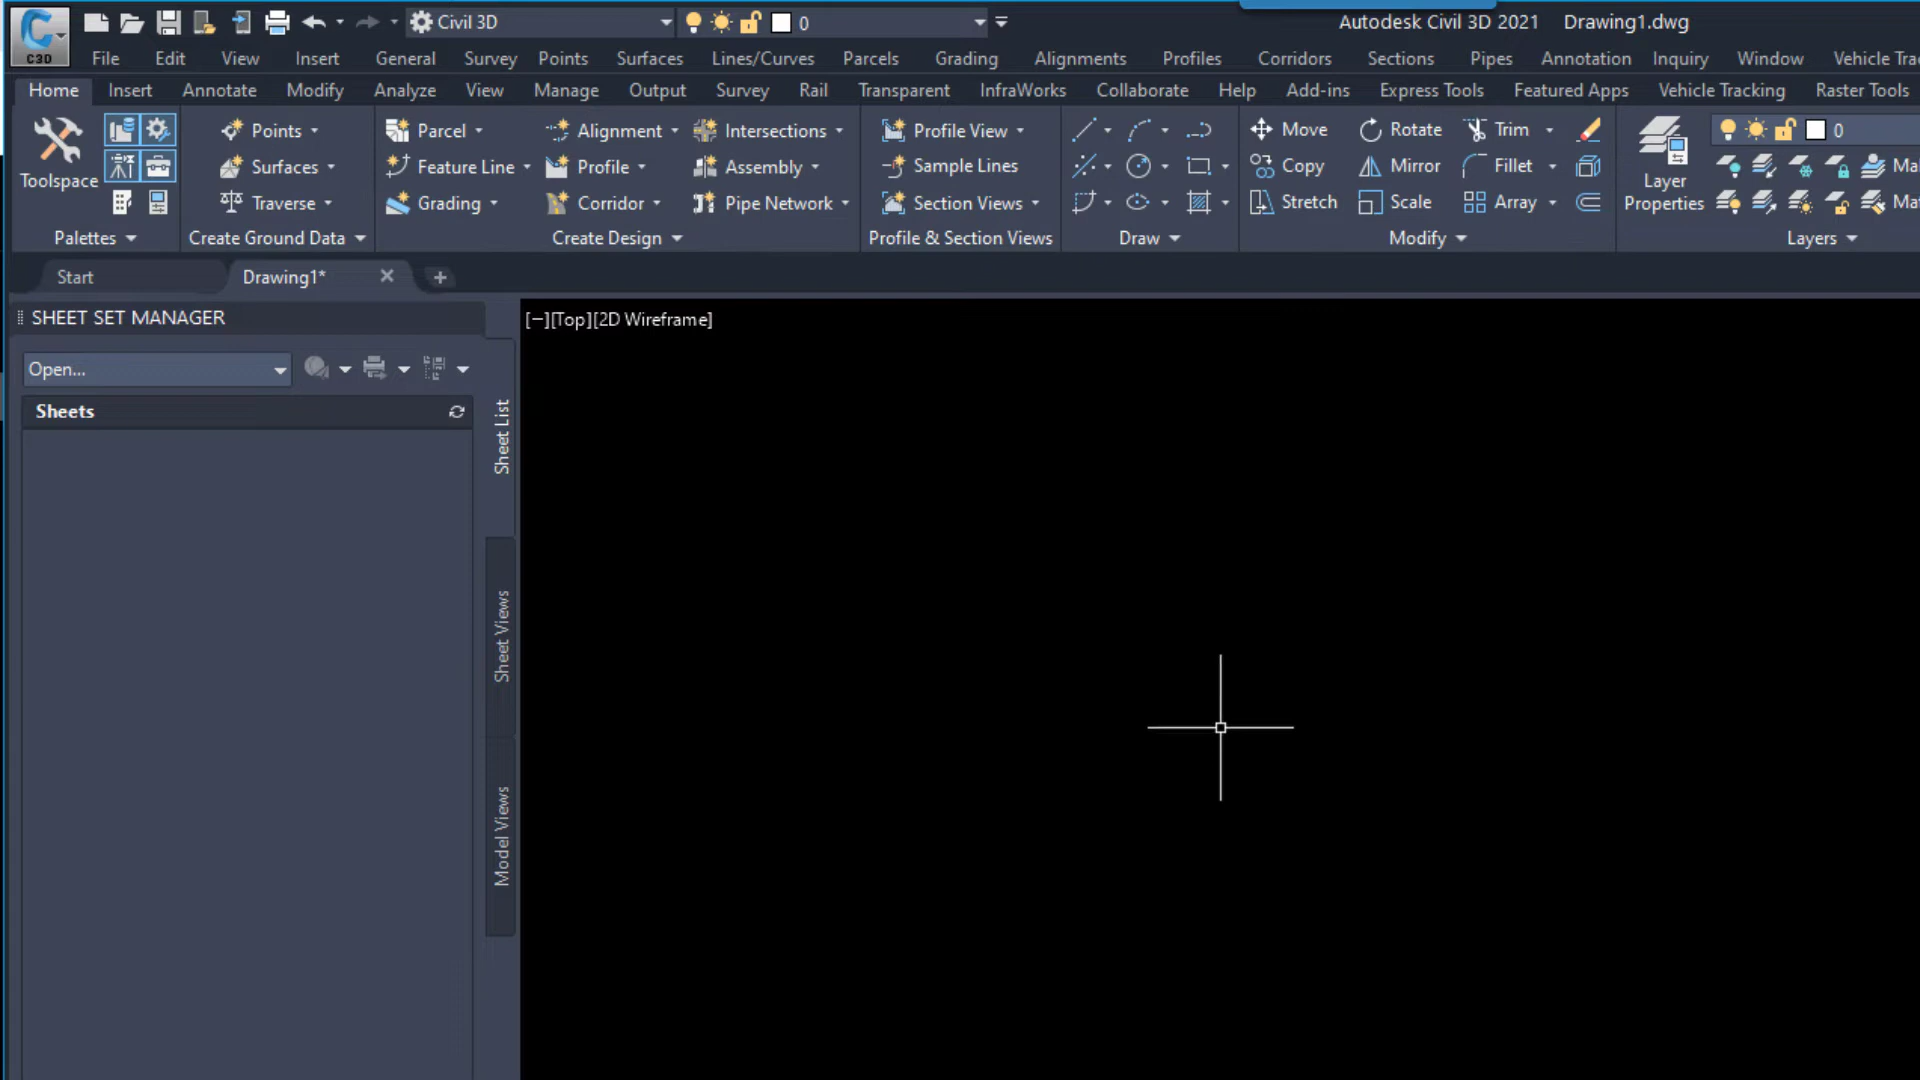 Civil 3D 0 Autodesk Civil 3D 2021 Drawing1.dwg
C3D File Edit View Insert General Survey Points Surfaces Lines/Curves Parcels Grading Alignments Profiles Corridors Sections Pipes Annotation Inquiry Window Vehicle
Home Insert Annotate Modify Analyze View Manage Output Survey Rail Transparent InfraWorks Collaborate Help Add-ins Express Tools Featured Apps Vehicle Tracking Raster Tools
Points Parcel Alignment Intersections Profile View Move Rotate Trim 0
Toolspace Surfaces Feature Line Profile Assembly Sample Lines Copy Mirror Fillet Layer Properties
Traverse Grading Corridor Pipe Network Section Views Stretch Scale Array
Palettes Create Ground Data Create Design Profile & Section Views Draw Modify Layers
Start Drawing1*
SHEET SET MANAGER
[−][Top][2D Wireframe]
Open...
Sheets
Sheet List
Sheet Views
Model Views